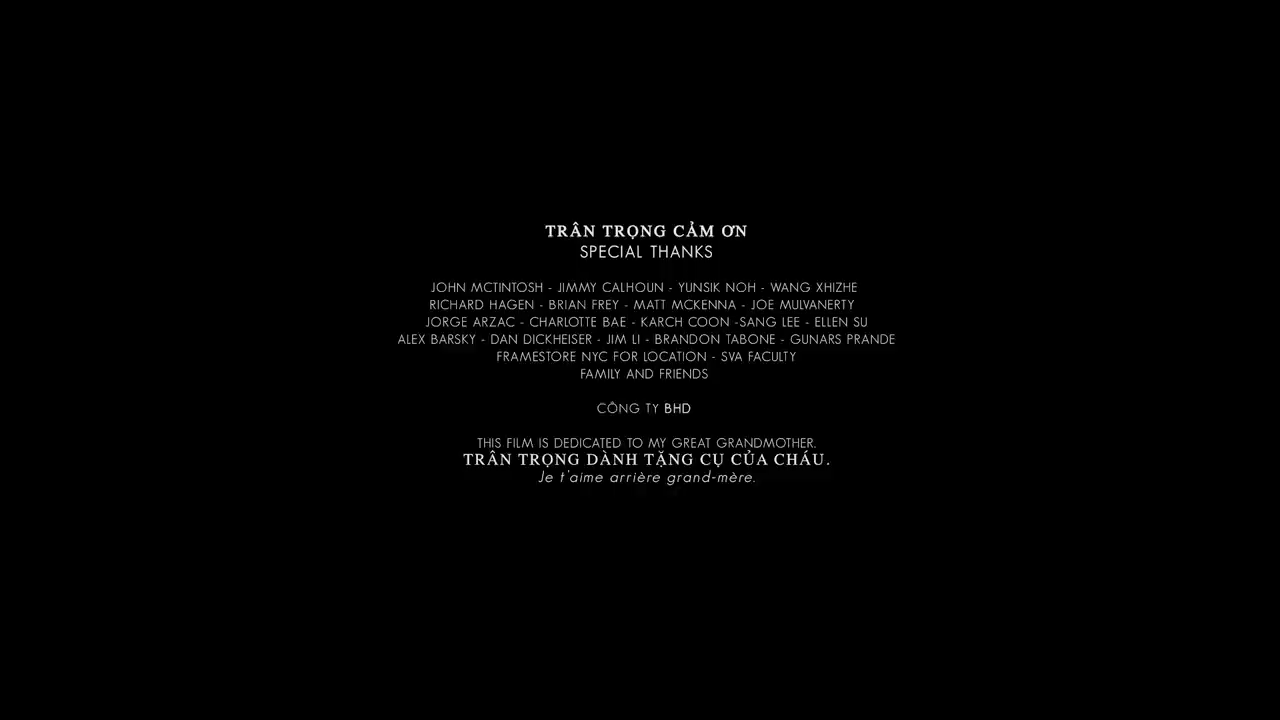 TRÂN TRỌNG CẢM ƠN
SPECIAL THANKS
JOHN MCTINTOSH - JIMMY CALHOUN - YUNSIK NOH - WANG XHIZHE
RICHARD HAGEN - BRIAN FREY - MATT MCKENNA - JOE MULVANERTY
JORGE ARZAC - CHARLOTTE BAE - KARCH COON -SANG LEE - ELLEN SU
ALEX BARSKY - DAN DICKHEISER - JIM LI - BRANDON TABONE - GUNARS PRANDE
FRAMESTORE NYC FOR LOCATION - SVA FACULTY
FAMILY AND FRIENDS
CÔNG TY BHD
THIS FILM IS DEDICATED TO MY GREAT GRANDMOTHER.
TRÂN TRỌNG DÀNH TẶNG CỤ CỦA CHÁU.
Je t'aime arrière grand-mère.